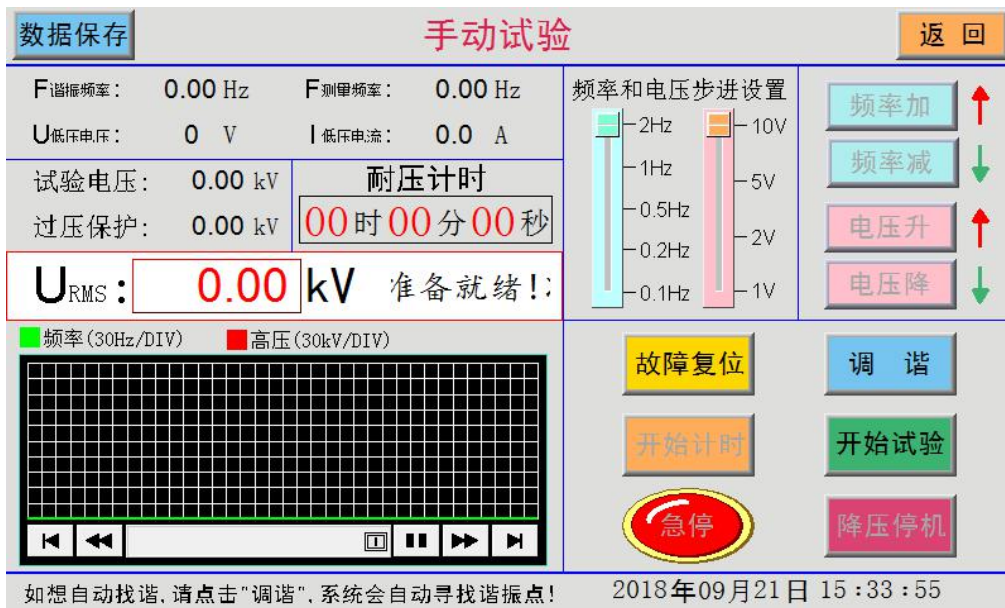 数据保存
手动试验
返 回
F谐振频率: 0.00 Hz
F测量频率: 0.00 Hz
U低压电压: 0 V
I低压电流: 0.0 A
试验电压: 0.00 kV
过压保护: 0.00 kV
耐压计时
00时00分00秒
URMS: 0.00 kV 准备就绪!
频率和电压步进设置
2Hz 10V
1Hz 5V
0.5Hz
0.2Hz 2V
0.1Hz 1V
频率加
频率减
电压升
电压降
频率(30Hz/DIV) 高压(30kV/DIV)
故障复位
调 谐
开始计时
开始试验
急停
降压停机
如想自动找谐,请点击"调谐",系统会自动寻找谐振点!
2018年09月21日 15:33:55